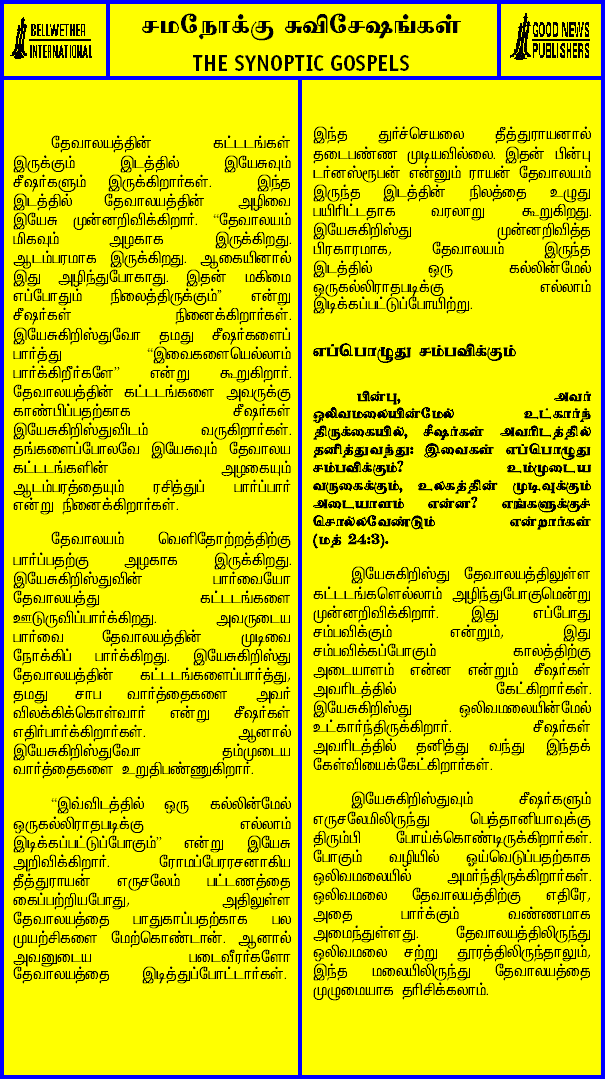 BELLWETHER
INTERNATIONAL
சமநோக்கு சுவிசேஷங்கள்
THE SYNOPTIC GOSPELS
GOOD NEWS
PUBLISHERS
தேவாலயத்தின் கட்டடங்கள்
இருக்கும் இடத்தில் இயேசுவும்
சீஷர்களும் இருக்கிறார்கள். இந்த
இடத்தில் தேவாலயத்தின் அழிவை
இயேசு முன்னறிவிக்கிறார். “தேவாலயம்
மிகவும் அழகாக இருக்கிறது.
ஆடம்பரமாக இருக்கிறது. ஆகையினால்
இது அழிந்துபோகாது. இதன் மகிமை
எப்போதும் நிலைத்திருக்கும்” என்று
சீஷர்கள் நினைக்கிறார்கள்.
இயேசுகிறிஸ்துவோ தமது சீஷர்களைப்
பார்த்து “இவைகளையெல்லாம்
பார்க்கிறீர்களே” என்று கூறுகிறார்.
தேவாலயத்தின் கட்டடங்களை அவருக்கு
காண்பிப்பதற்காக சீஷர்கள்
இயேசுகிறிஸ்துவிடம் வருகிறார்கள்.
தங்களைப்போலவே இயேசுவும் தேவாலய
கட்டடங்களின் அழகையும்
ஆடம்பரத்தையும் ரசித்துப் பார்ப்பார்
என்று நினைக்கிறார்கள்.
தேவாலயம் வெளிதோற்றத்திற்கு
பார்ப்பதற்கு அழகாக இருக்கிறது.
இயேசுகிறிஸ்துவின் பார்வையோ
தேவாலயத்து கட்டடங்களை
ஊடுருவிப்பார்க்கிறது. அவருடைய
பார்வை தேவாலயத்தின் முடிவை
நோக்கிப் பார்க்கிறது. இயேசுகிறிஸ்து
தேவாலயத்தின் கட்டடங்களைப்பார்த்து,
தமது சாப வார்த்தைகளை அவர்
விலக்கிக்கொள்வார் என்று சீஷர்கள்
எதிர்பார்க்கிறார்கள். ஆனால்
இயேசுகிறிஸ்துவோ தம்முடைய
வார்த்தைகளை உறுதிபண்ணுகிறார்.
“இவ்விடத்தில் ஒரு கல்லின்மேல்
ஒருகல்லிராதபடிக்கு எல்லாம்
இடிக்கப்பட்டுப்போகும்” என்று இயேசு
அறிவிக்கிறார். ரோமப்பேரரசனாகிய
தீத்துராயன் எருசலேம் பட்டணத்தை
கைப்பற்றியபோது, அதிலுள்ள
தேவாலயத்தை பாதுகாப்பதற்காக பல
முயற்சிகளை மேற்கொண்டான். ஆனால்
அவனுடைய படைவீரர்களோ
தேவாலயத்தை இடித்துப்போட்டார்கள்.
இந்த துர்ச்செயலை தீத்துராயனால்
தடைபண்ண முடியவில்லை. இதன் பின்பு
டர்னஸ்ரூபன் என்னும் ராயன் தேவாலயம்
இருந்த இடத்தின் நிலத்தை உழுது
பயிரிட்டதாக வரலாறு கூறுகிறது.
இயேசுகிறிஸ்து முன்னறிவித்த
பிரகாரமாக, தேவாலயம் இருந்த
இடத்தில் ஒரு கல்லின்மேல்
ஒருகல்லிராதபடிக்கு எல்லாம்
இடிக்கப்பட்டுப்போயிற்று.
எப்பொழுது சம்பவிக்கும்
பின்பு, அவர்
ஒலிவமலையின்மேல் உட்கார்ந்
திருக்கையில், சீஷர்கள் அவரிடத்தில்
தனித்துவந்து: இவைகள் எப்பொழுது
சம்பவிக்கும்? உம்முடைய
வருகைக்கும், உலகத்தின் முடிவுக்கும்
அடையாளம் என்ன? எங்களுக்குச்
சொல்லவேண்டும் என்றார்கள்
(மத் 24:3).
இயேசுகிறிஸ்து தேவாலயத்திலுள்ள
கட்டடங்களெல்லாம் அழிந்துபோகுமென்று
முன்னறிவிக்கிறார். இது எப்போது
சம்பவிக்கும் என்றும், இது
சம்பவிக்கப்போகும் காலத்திற்கு
அடையாளம் என்ன என்றும் சீஷர்கள்
அவரிடத்தில் கேட்கிறார்கள்.
இயேசுகிறிஸ்து ஒலிவமலையின்மேல்
உட்கார்ந்திருக்கிறார். சீஷர்கள்
அவரிடத்தில் தனித்து வந்து இந்தக்
கேள்வியைக்கேட்கிறார்கள்.
இயேசுகிறிஸ்துவும் சீஷர்களும்
எருசலேமிலிருந்து பெத்தானியாவுக்கு
திரும்பி போய்க்கொண்டிருக்கிறார்கள்.
போகும் வழியில் ஓய்வெடுப்பதற்காக
ஒலிவமலையில் அமர்ந்திருக்கிறார்கள்.
ஒலிவமலை தேவாலயத்திற்கு எதிரே,
அதை பார்க்கும் வண்ணமாக
அமைந்துள்ளது. தேவாலயத்திலிருந்து
ஒலிவமலை சற்று தூரத்திலிருந்தாலும்,
இந்த மலையிலிருந்து தேவாலயத்தை
முழுமையாக தரிசிக்கலாம்.